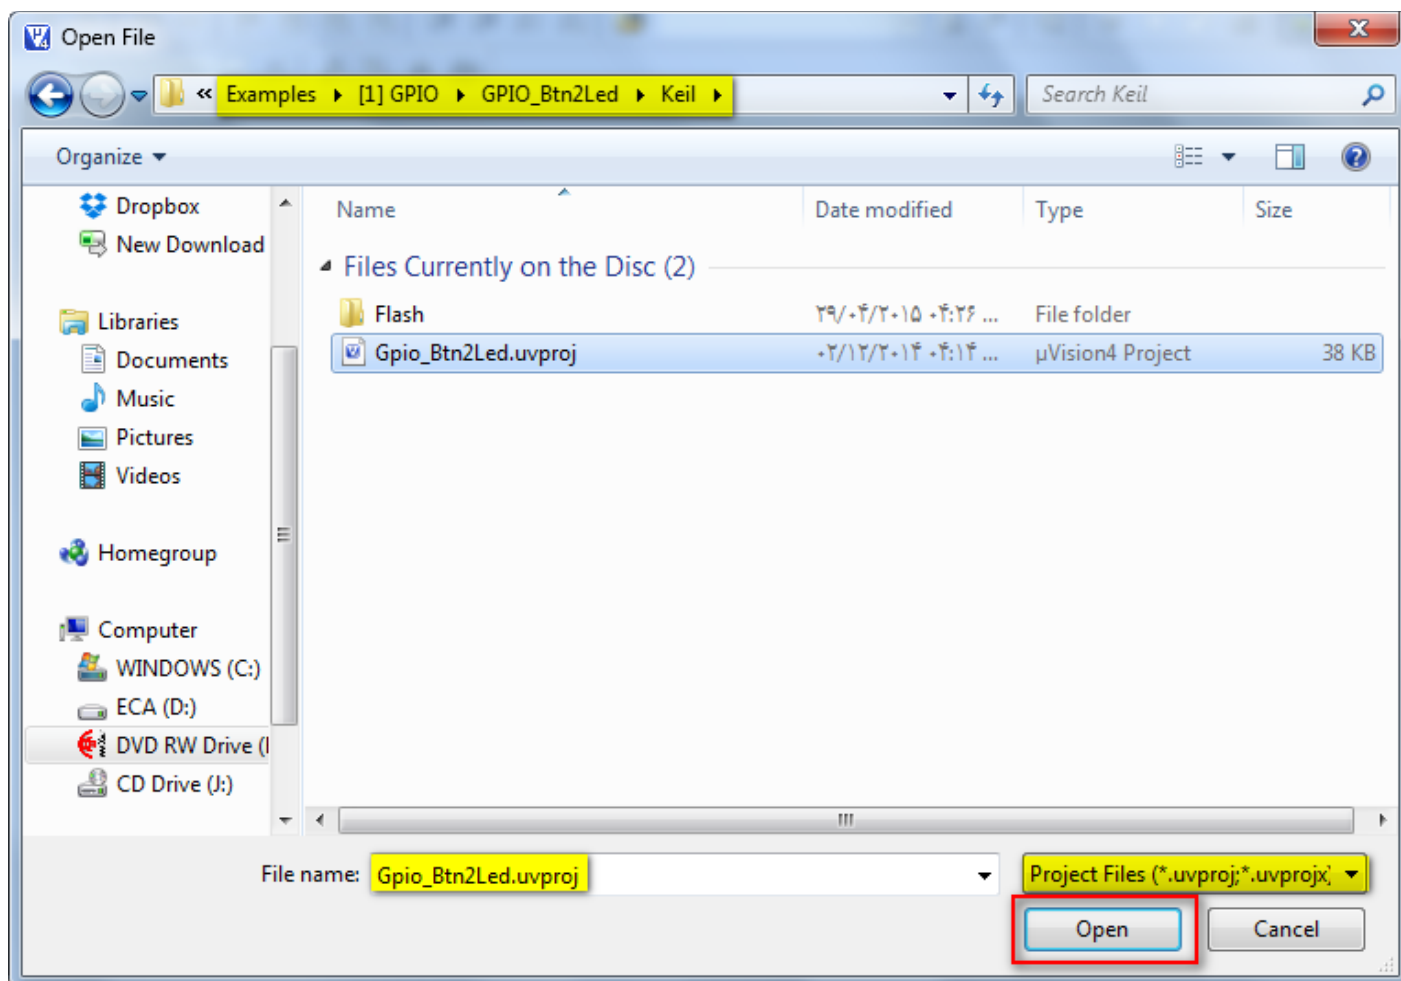 Open File
« Examples ▸ [1] GPIO ▸ GPIO_Btn2Led ▸ Keil ▸
Search Keil
Organize
Dropbox
New Download
Libraries
Documents
Music
Pictures
Videos
Homegroup
Computer
WINDOWS (C:)
ECA (D:)
DVD RW Drive (
CD Drive (J:)
Name Date modified Type Size
Files Currently on the Disc (2)
Flash ۲۹/۰۴/۲۰۱۵ ۰۴:۲۶ ... File folder
Gpio_Btn2Led.uvproj ۰۲/۱۲/۲۰۱۴ ۰۴:۱۴ ... µVision4 Project 38 KB
File name: Gpio_Btn2Led.uvproj Project Files (*.uvproj;*.uvprojx)
Open Cancel